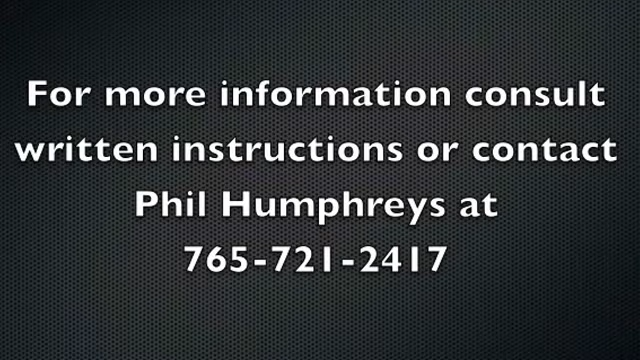 For more information consult
written instructions or contact
Phil Humphreys at
765-721-2417